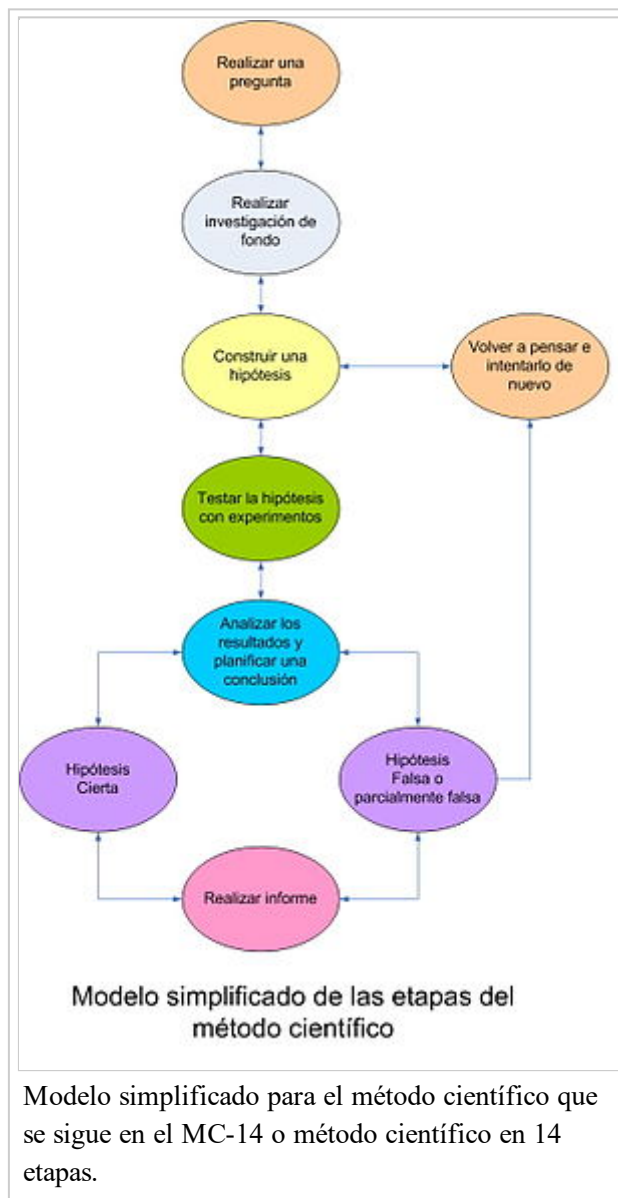 Realizar una
pregunta
Realizar
investigación de
fondo
Construir una
hipótesis
Volver a pensar e
intentarlo de
nuevo
Testar la hipótesis
con experimentos
Analizar los
resultados y
planificar una
conclusión
Hipótesis
Cierta
Hipótesis
Falsa o
parcialmente falsa
Realizar informe
Modelo simplificado de las etapas del
método científico
Modelo simplificado para el método científico que
se sigue en el MC-14 o método científico en 14
etapas.